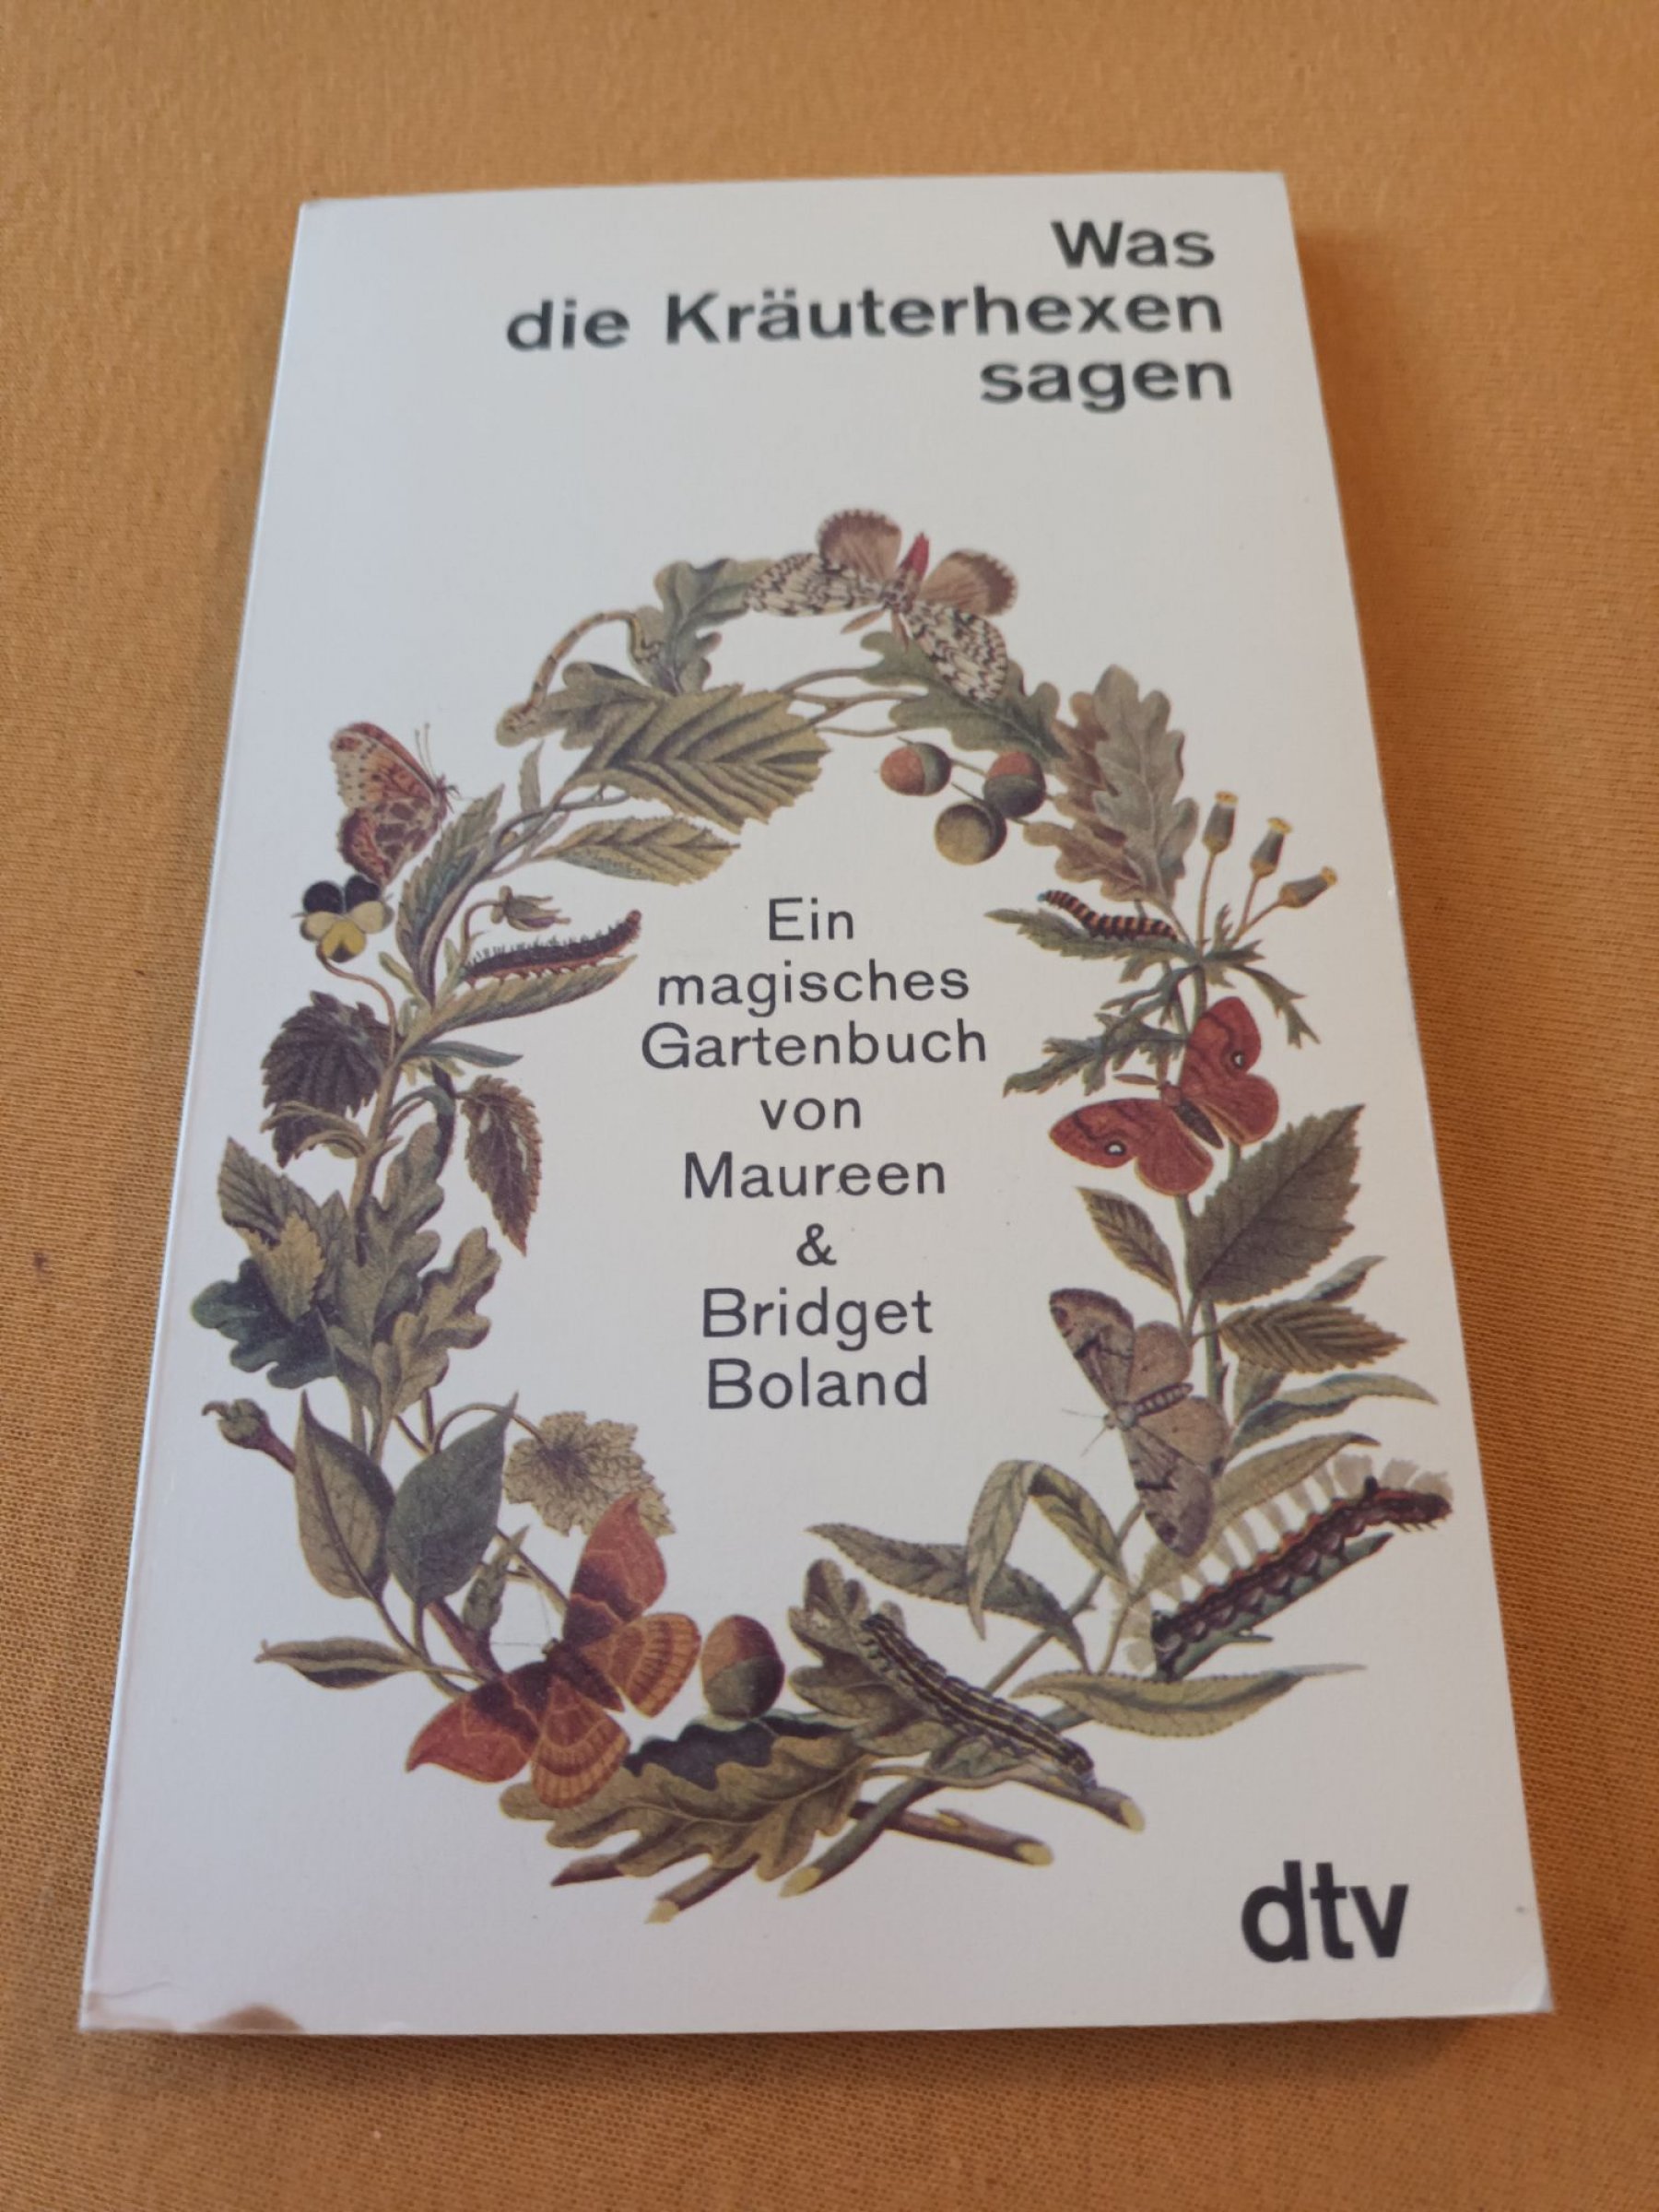 Was
die Kräuterhexen
sagen
Ein
magisches
Gartenbuch
von
Maureen
&
Bridget
Boland
dtv